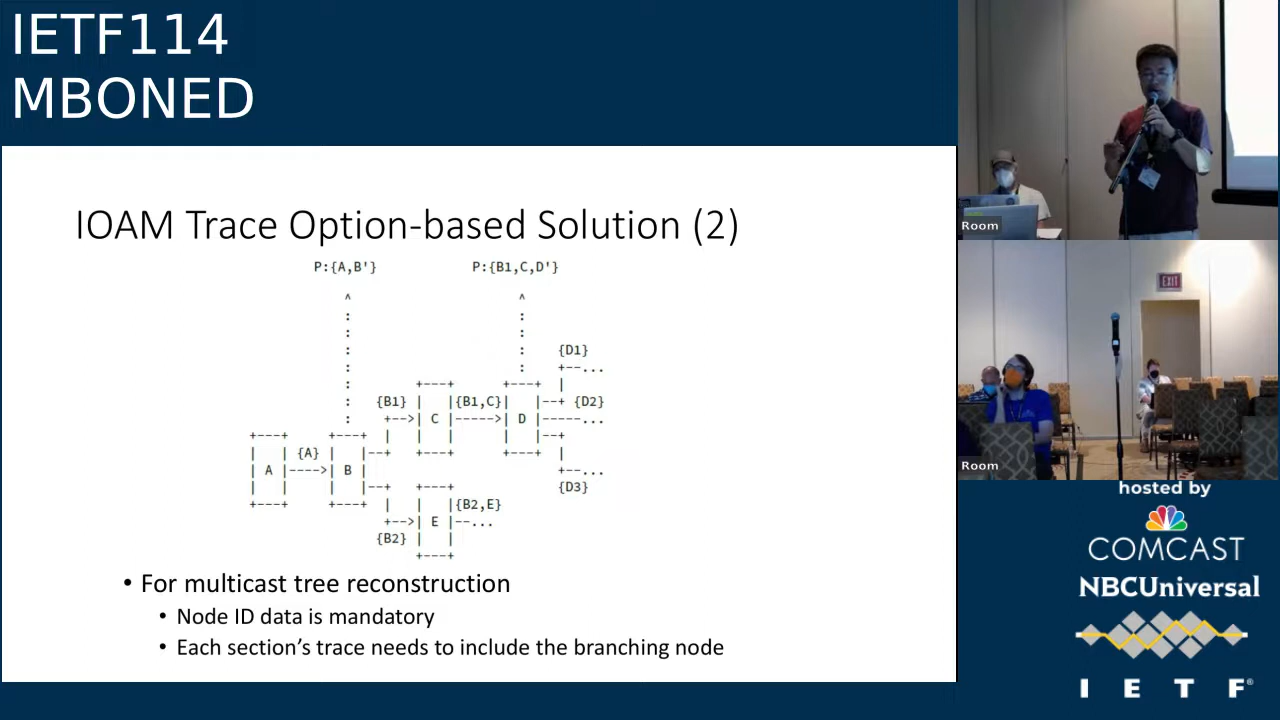 IETF114
MBONED
IOAM Trace Option-based Solution (2)
P:{A,B'} P:{B1,C,D'}
^ ^
: :
: :
: : {D1}
: : +--...
: +---+ +---+ |
: {B1} | |{B1,C}| |--+ {D2}
: +-->| C |----->| D |-----...
+---+ +---+ | | | | |--+
| | {A} | |--+ +---+ +---+ |
| A |---->| B | +--...
| | | |--+ +---+ {D3}
+---+ +---+ | | |{B2,E}
+-->| E |--...
{B2} | |
+---+
• For multicast tree reconstruction
• Node ID data is mandatory
• Each section's trace needs to include the branching node
Room
EXIT
Room
hosted by
COMCAST
NBCUniversal
I E T F®